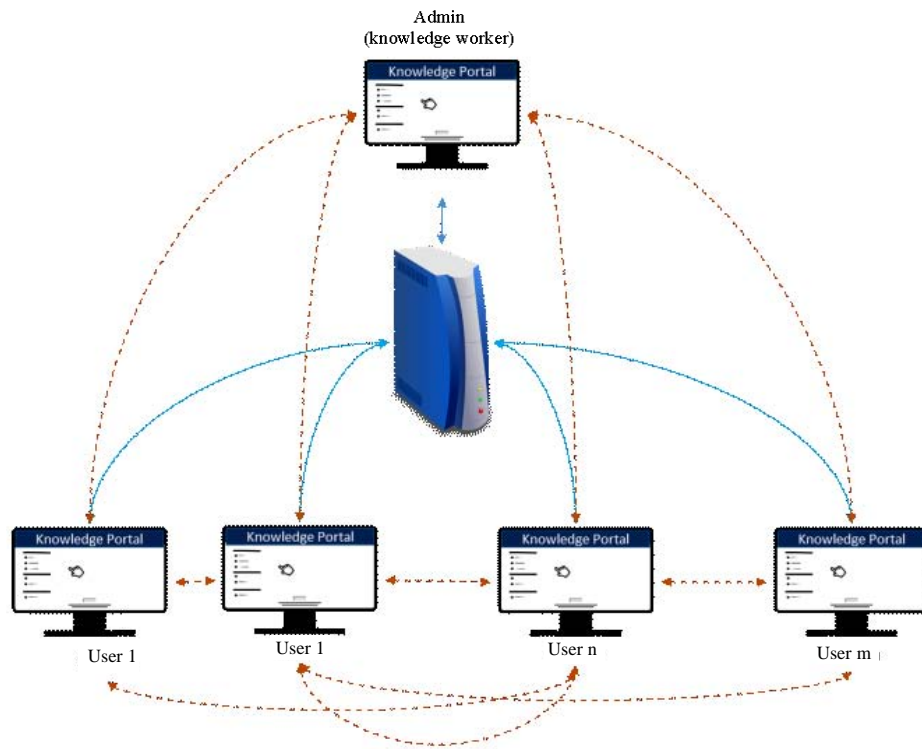 Admin
(knowledge worker)
Knowledge Portal
Knowledge Portal
Knowledge Portal
Knowledge Portal
Knowledge Portal
User 1
User 1
User n
User m